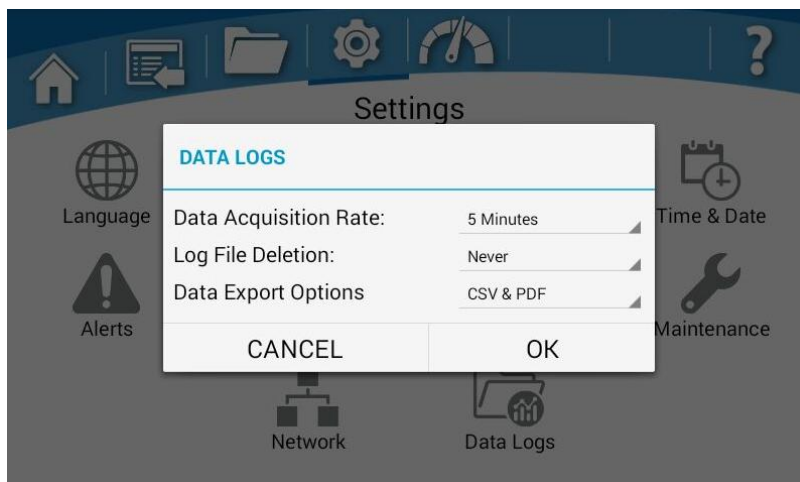 ?
Settings
DATA LOGS
Language
Data Acquisition Rate: 5 Minutes
Time & Date
Log File Deletion: Never
Data Export Options CSV & PDF
Alerts
Maintenance
CANCEL OK
Network Data Logs